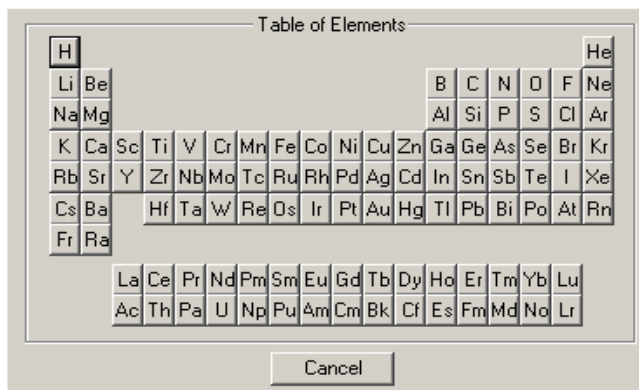 Table of Elements
H He
Li Be B C N O F Ne
Na Mg Al Si P S Cl Ar
K Ca Sc Ti V Cr Mn Fe Co Ni Cu Zn Ga Ge As Se Br Kr
Rb Sr Y Zr Nb Mo Tc Ru Rh Pd Ag Cd In Sn Sb Te I Xe
Cs Ba Hf Ta W Re Os Ir Pt Au Hg Tl Pb Bi Po At Rn
Fr Ra
La Ce Pr Nd Pm Sm Eu Gd Tb Dy Ho Er Tm Yb Lu
Ac Th Pa U Np Pu Am Cm Bk Cf Es Fm Md No Lr
Cancel